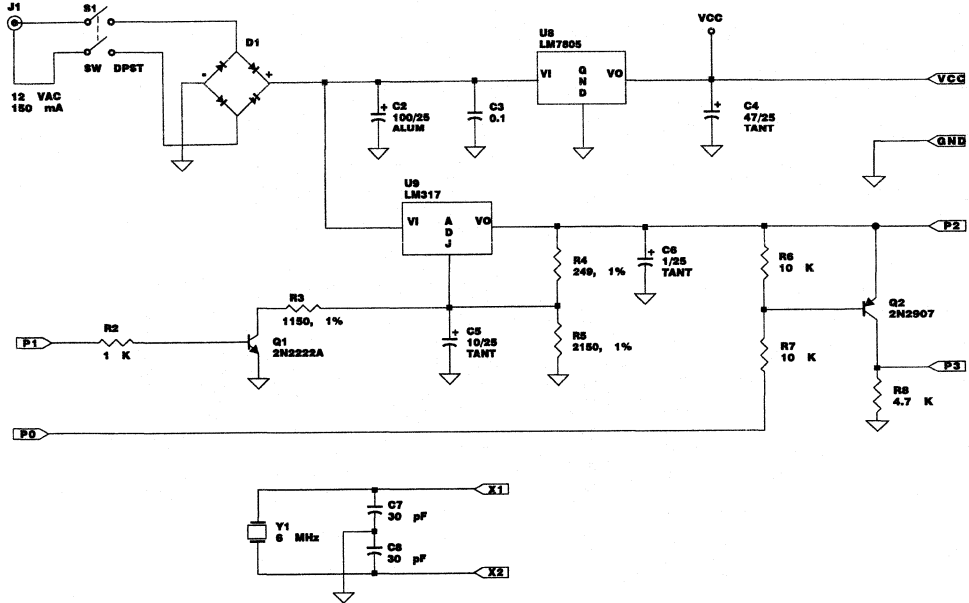 J1
S1
SW DPST
12 VAC
150 mA
D1
-
+
+
C2
100/25
ALUM
C3
0.1
U8
LM7805
VI
GND
VO
VCC
+
C4
47/25
TANT
VCC
GND
U9
LM317
VI
ADJ
VO
P2
R4
249, 1%
+
C6
1/25
TANT
R6
10 K
Q2
2N2907
R3
1150, 1%
R2
1 K
P1
Q1
2N2222A
+
C5
10/25
TANT
R5
2150, 1%
R7
10 K
P3
R8
4.7 K
P0
X1
C7
30 pF
Y1
6 MHz
C8
30 pF
X2